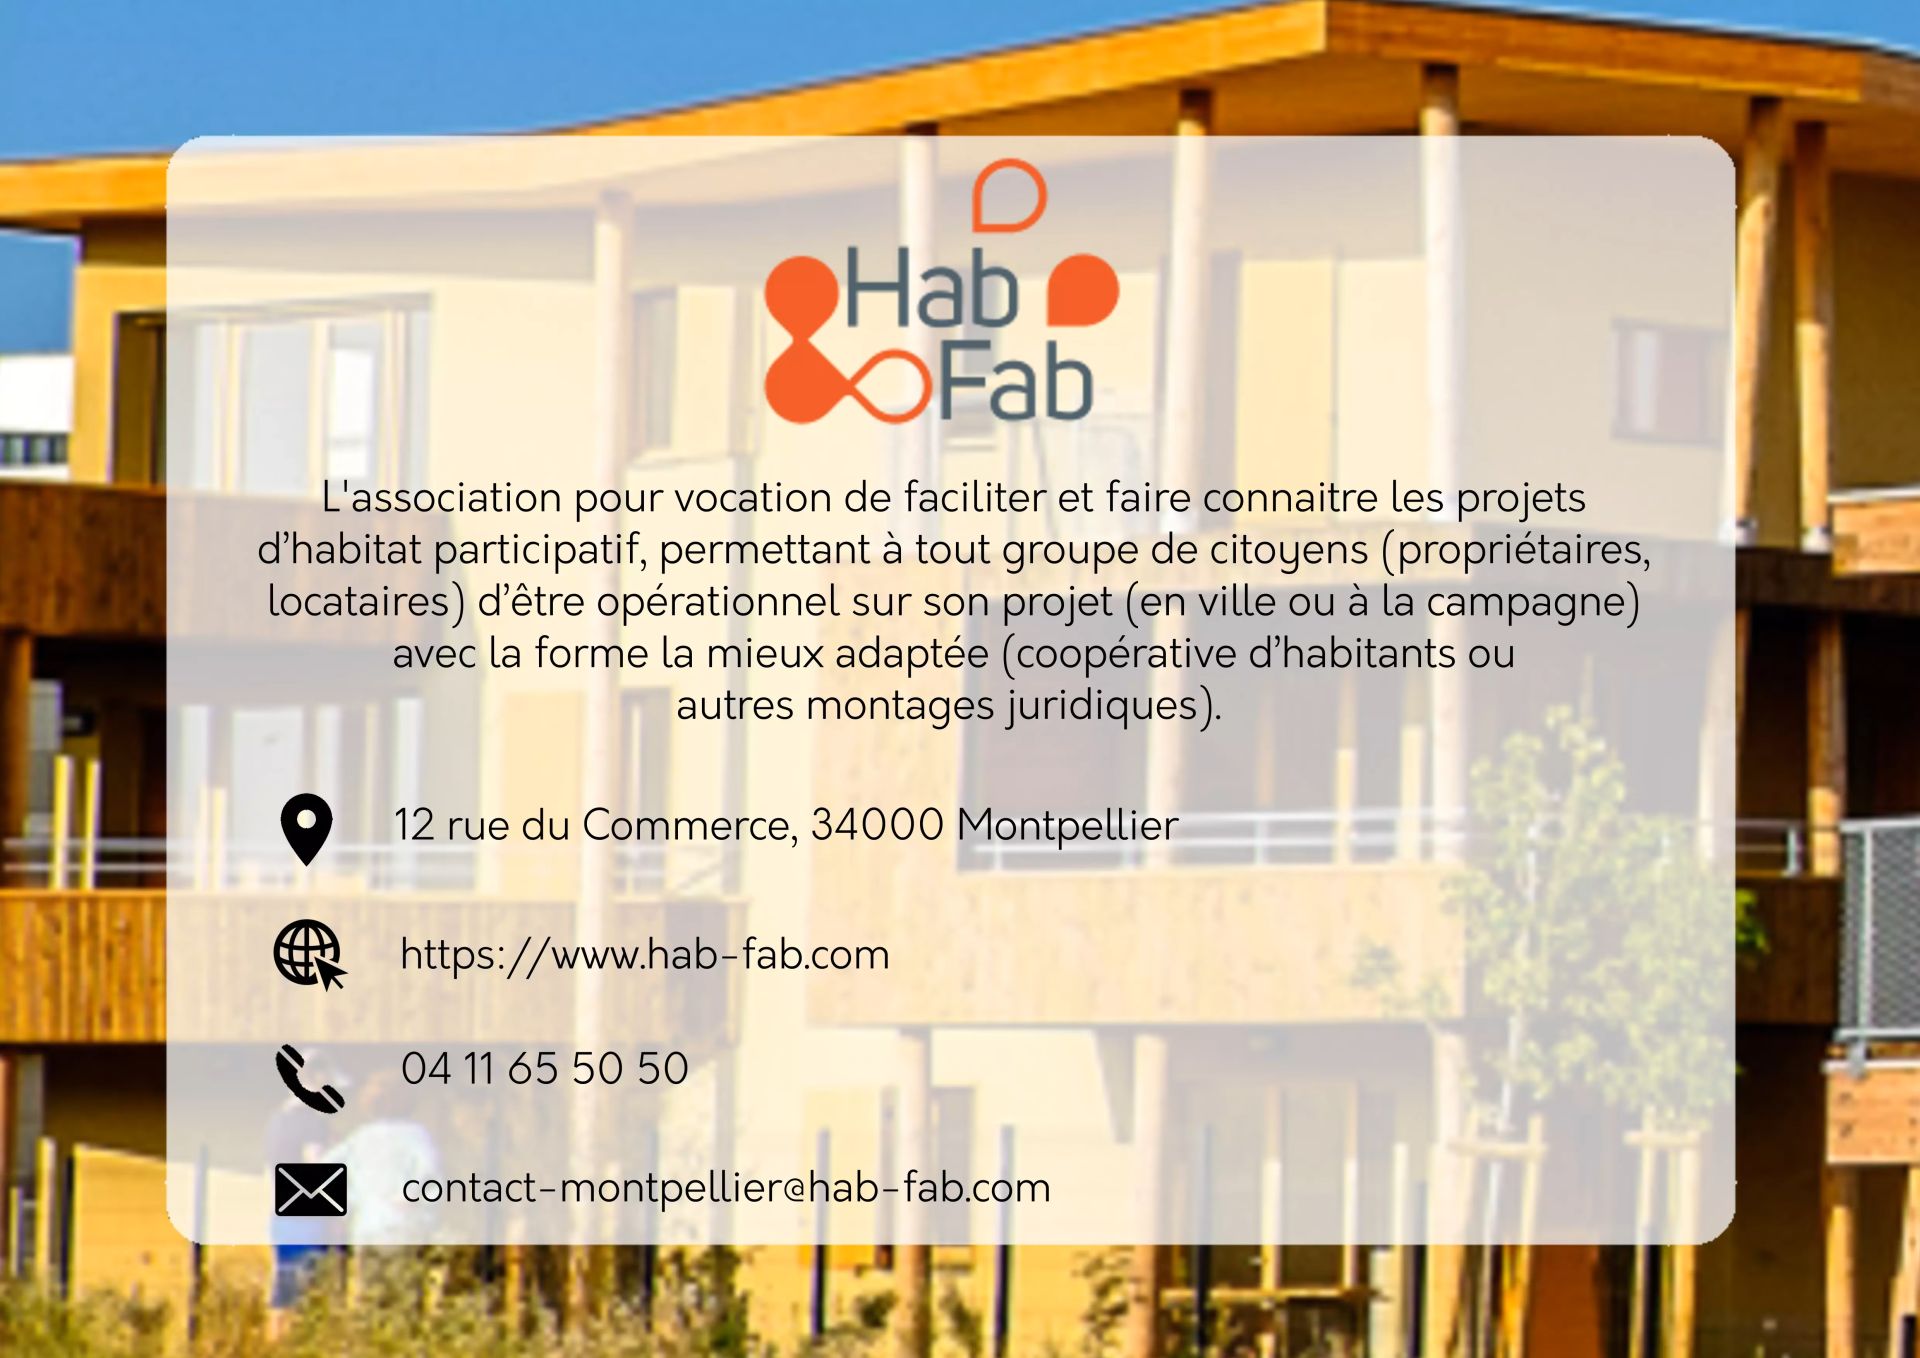 Hab
Fab
L'association pour vocation de faciliter et faire connaitre les projets
d’habitat participatif, permettant à tout groupe de citoyens (propriétaires,
locataires) d’être opérationnel sur son projet (en ville ou à la campagne)
avec la forme la mieux adaptée (coopérative d’habitants ou
autres montages juridiques).
12 rue du Commerce, 34000 Montpellier
https://www.hab-fab.com
04 11 65 50 50
contact-montpellier@hab-fab.com